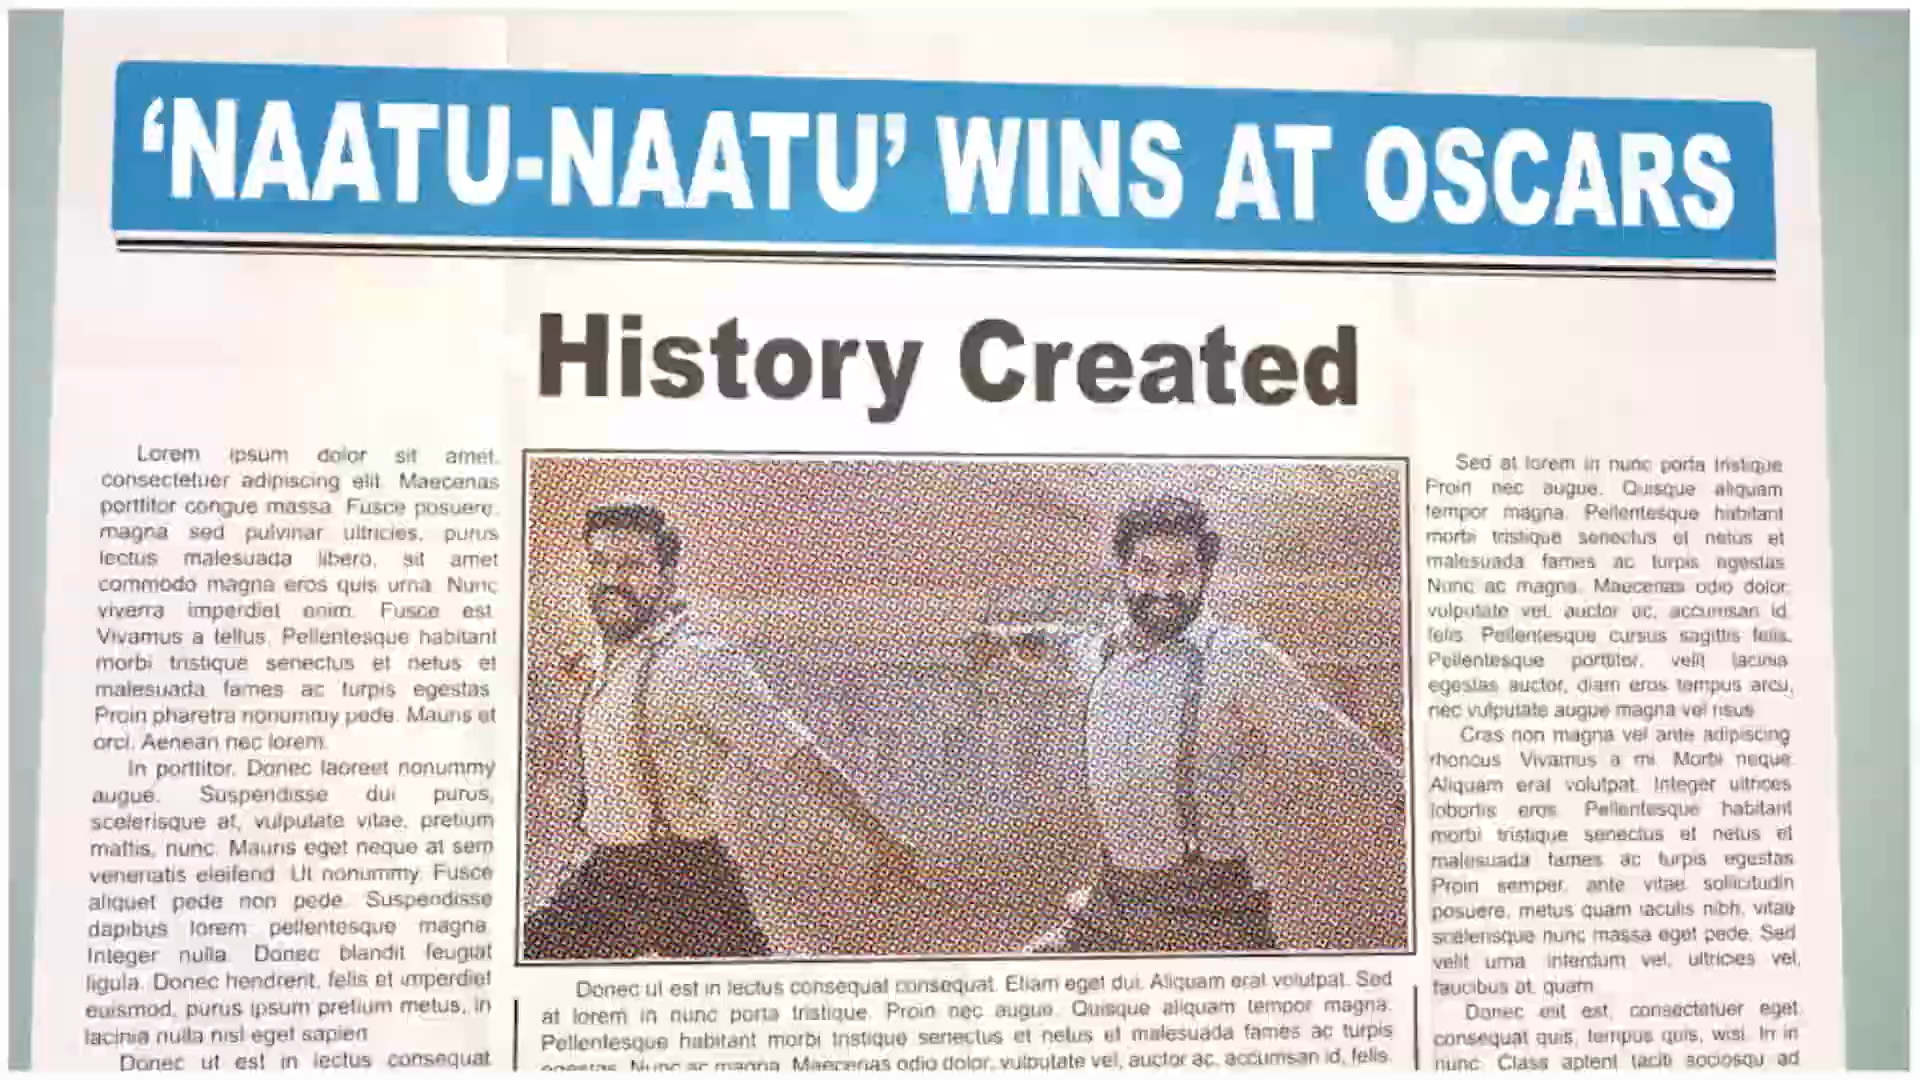 ‘NAATU-NAATU’ WINS AT OSCARS
History Created
Lorem ipsum dolor sit amet,
consectetuer adipiscing elit. Maecenas
porttitor congue massa. Fusce posuere,
magna sed pulvinar ultricies, purus
lectus malesuada libero, sit amet
commodo magna eros quis urna. Nunc
viverra imperdiet enim. Fusce est.
Vivamus a tellus. Pellentesque habitant
morbi tristique senectus et netus et
malesuada fames ac turpis egestas.
Proin pharetra nonummy pede. Mauris et
orci. Aenean nec lorem.
In porttitor. Donec laoreet nonummy
augue. Suspendisse dui purus,
scelerisque at, vulputate vitae, pretium
mattis, nunc. Mauris eget neque at sem
venenatis eleifend. Ut nonummy. Fusce
aliquet pede non pede. Suspendisse
dapibus lorem pellentesque magna.
Integer nulla. Donec blandit feugiat
ligula. Donec hendrerit, felis et imperdiet
euismod, purus ipsum pretium metus, in
lacinia nulla nisl eget sapien.
Donec ut est in lectus consequat
Donec ut est in lectus consequat consequat. Etiam eget dui. Aliquam erat volutpat. Sed
at lorem in nunc porta tristique. Proin nec augue. Quisque aliquam tempor magna.
Pellentesque habitant morbi tristique senectus et netus et malesuada fames ac turpis
egestas. Nunc ac magna. Maecenas odio dolor, vulputate vel, auctor ac, accumsan id, felis.
Sed at lorem in nunc porta tristique.
Proin nec augue. Quisque aliquam
tempor magna. Pellentesque habitant
morbi tristique senectus et netus et
malesuada fames ac turpis egestas.
Nunc ac magna. Maecenas odio dolor,
vulputate vel, auctor ac, accumsan id,
felis. Pellentesque cursus sagittis felis.
Pellentesque porttitor, velit lacinia
egestas auctor, diam eros tempus arcu,
nec vulputate augue magna vel risus.
Cras non magna vel ante adipiscing
rhoncus. Vivamus a mi. Morbi neque.
Aliquam erat volutpat. Integer ultrices
lobortis eros. Pellentesque habitant
morbi tristique senectus et netus et
malesuada fames ac turpis egestas.
Proin semper, ante vitae sollicitudin
posuere, metus quam iaculis nibh, vitae
scelerisque nunc massa eget pede. Sed
velit urna, interdum vel, ultricies vel,
faucibus at, quam.
Donec elit est, consectetuer eget,
consequat quis, tempus quis, wisi. In in
nunc. Class aptent taciti sociosqu ad